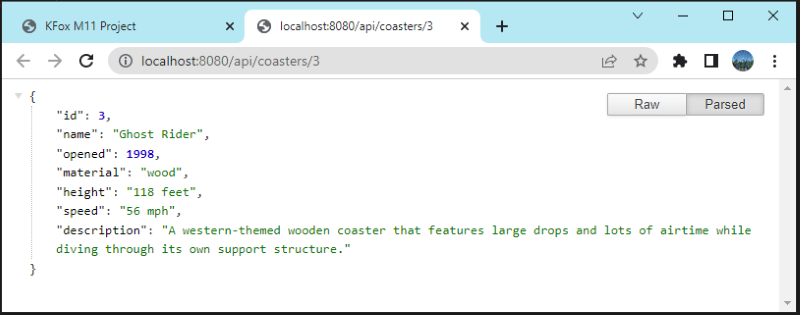 KFox M11 Project
localhost:8080/api/coasters/3
localhost:8080/api/coasters/3
Raw
Parsed
{
"id": 3,
"name": "Ghost Rider",
"opened": 1998,
"material": "wood",
"height": "118 feet",
"speed": "56 mph",
"description": "A western-themed wooden coaster that features large drops and lots of airtime while
diving through its own support structure."
}